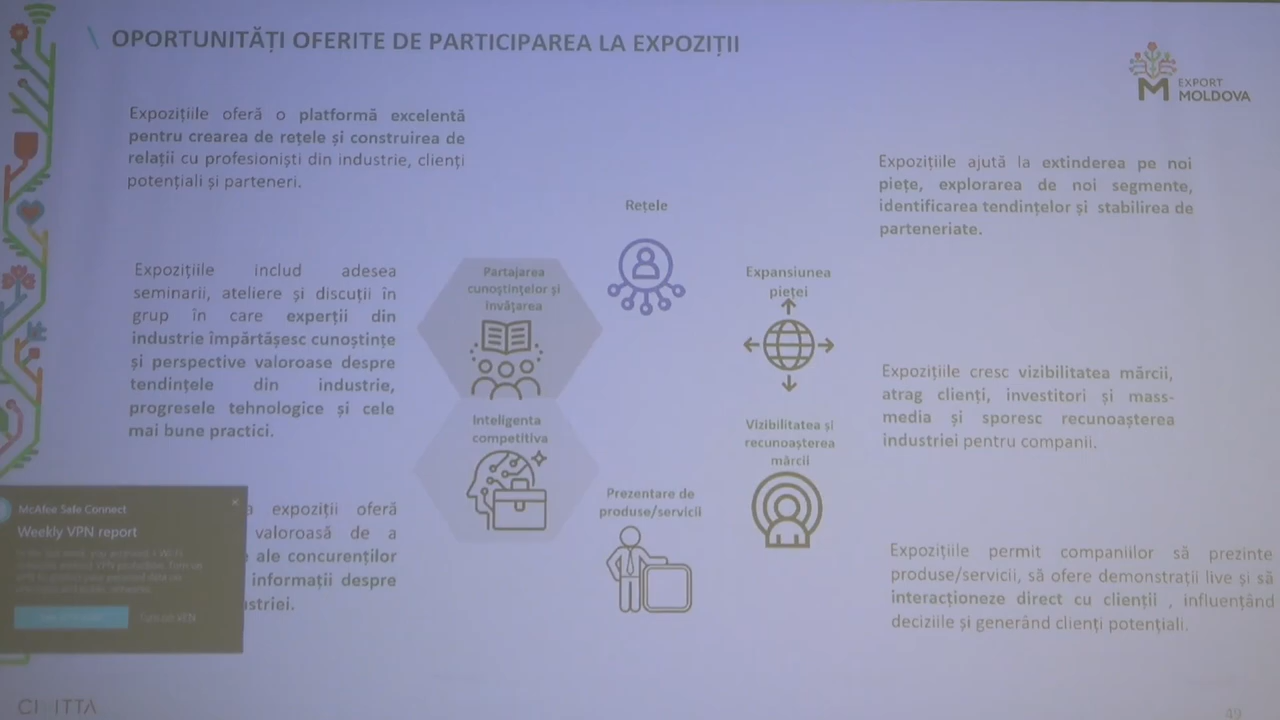 OPORTUNITĂȚI OFERITE DE PARTICIPAREA LA EXPOZIȚII
EXPORT
MOLDOVA
Expozițiile oferă o platformă excelentă
pentru crearea de rețele și construirea de
relații cu profesioniști din industrie, clienți
potențiali și parteneri.
Expozițiile includ adesea
seminarii, ateliere și discuții în
grup în care experții din
industrie împărtășesc cunoștințe
și perspective valoroase despre
tendințele din industrie,
progresele tehnologice și cele
mai bune practici.
expoziții oferă
valoroasă de a
ale concurenților
informații despre
Partajarea
cunoștințelor și
învățarea
Inteligenta
competitiva
Rețele
Prezentare de
produse/servicii
Expansiunea
pieței
Vizibilitatea și
recunoașterea
mărcii
Expozițiile ajută la extinderea pe noi
piețe, explorarea de noi segmente,
identificarea tendințelor și stabilirea de
parteneriate.
Expozițiile cresc vizibilitatea mărcii,
atrag clienți, investitori și mass-
media și sporesc recunoașterea
industriei pentru companii.
Expozițiile permit companiilor să prezinte
produse/servicii, să ofere demonstrații live și să
interacționeze direct cu clienții , influențând
deciziile și generând clienți potențiali.
McAfee Safe Connect
Weekly VPN report
Turn on VPN
49